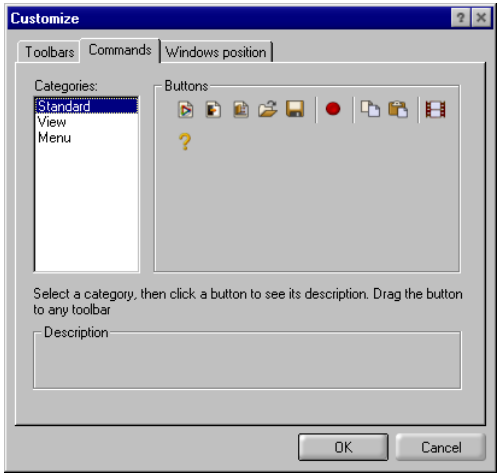 Customize
Toolbars Commands Windows position
Categories:
Buttons
Standard
View
Menu
Select a category, then click a button to see its description. Drag the button
to any toolbar
Description
OK Cancel